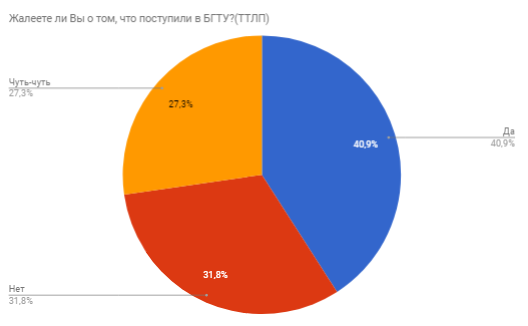 Жалеете ли Вы о том, что поступили в БГТУ?(ТТЛП)
Чуть-чуть
27,3%
27,3%
Да
40,9%
40,9%
31,8%
Нет
31,8%